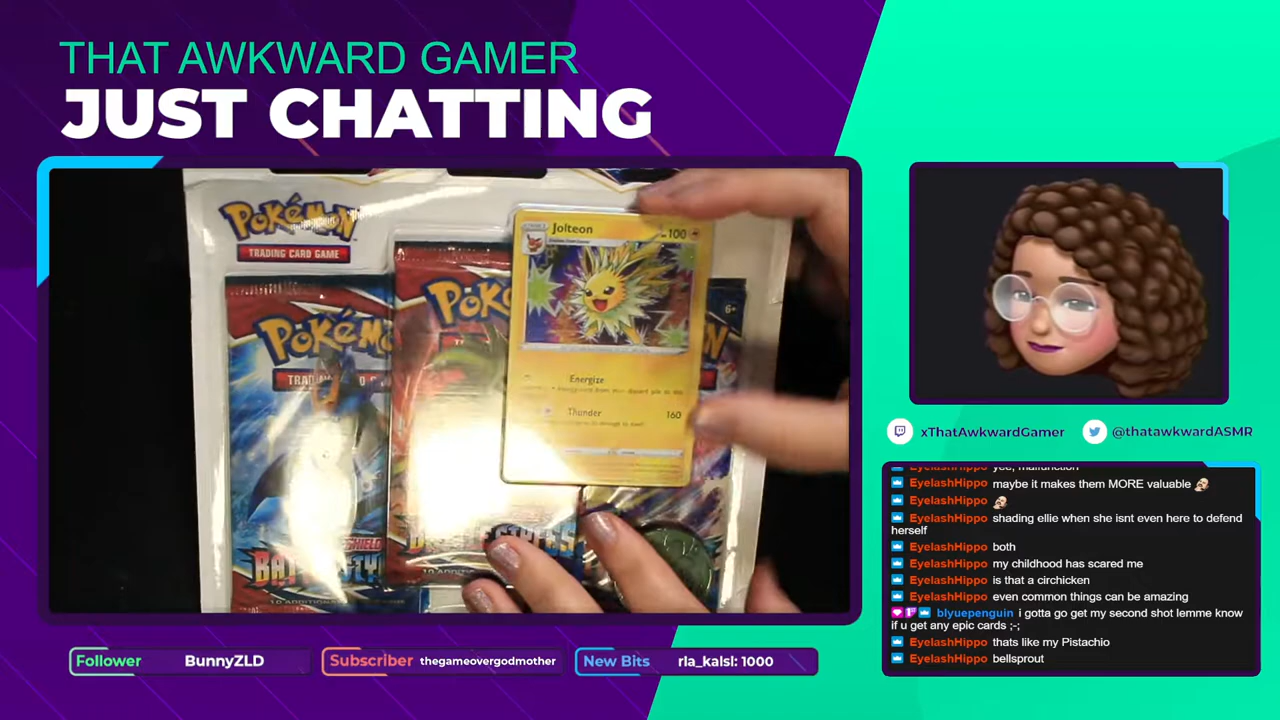 THAT AWKWARD GAMER
JUST CHATTING
POKéMON
TRADING CARD GAME
Jolteon
100
6+
Energize
Thunder
160
xThatAwkwardGamer
@thatawkwardASMR
EyelashHippo yee, malfunction
EyelashHippo maybe it makes them MORE valuable
EyelashHippo
EyelashHippo shading ellie when she isnt even here to defend
herself
EyelashHippo both
EyelashHippo my childhood has scared me
EyelashHippo is that a circhicken
EyelashHippo even common things can be amazing
blyuepenguin i gotta go get my second shot lemme know
if u get any epic cards ;-;
EyelashHippo thats like my Pistachio
EyelashHippo bellsprout
Follower BunnyZLD
Subscriber thegameovergodmother
New Bits rla_kalsl: 1000